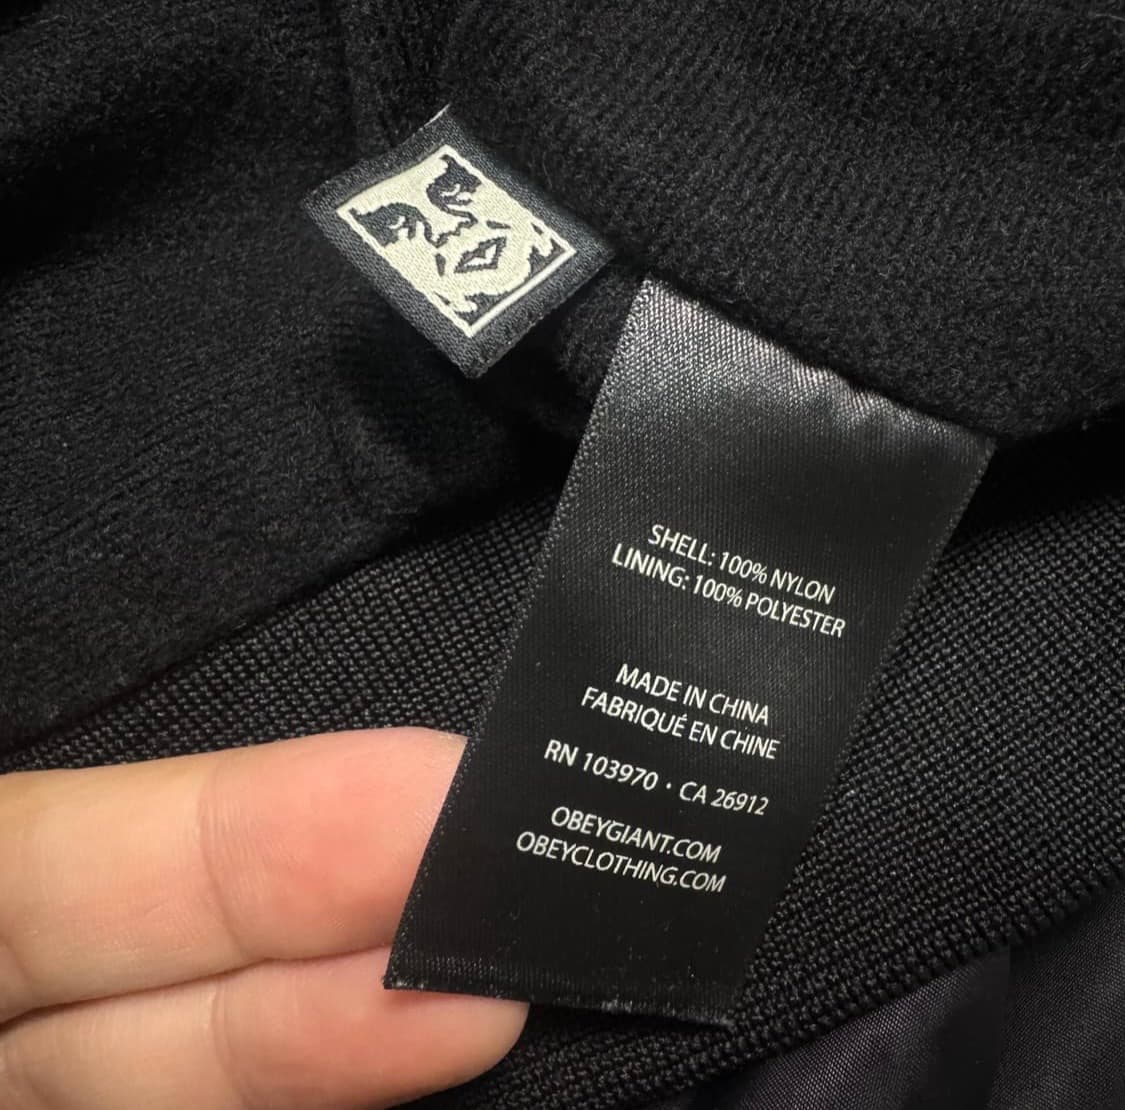 SHELL: 100% NYLON
LINING: 100% POLYESTER
MADE IN CHINA
FABRIQUÉ EN CHINE
RN 103970 • CA 26912
OBEYGIANT.COM
OBEYCLOTHING.COM